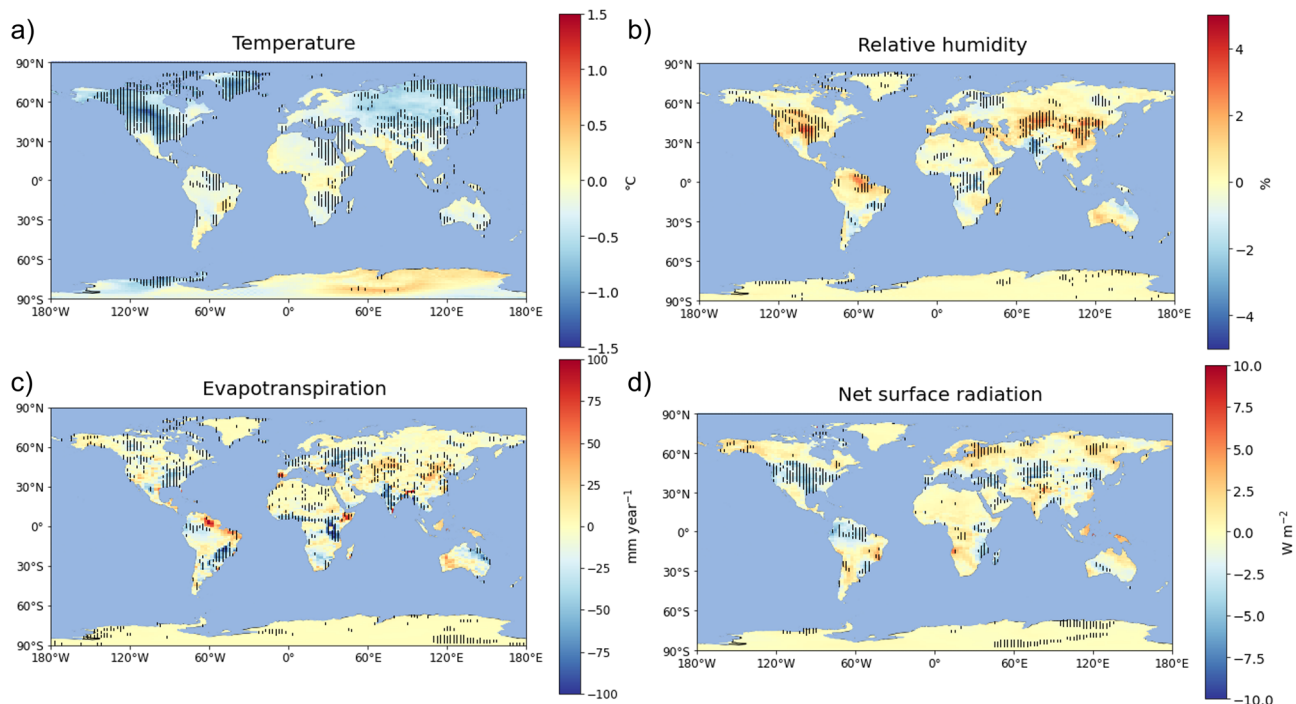 a)
Temperature
90°N
60°N
30°N
0°
30°S
60°S
90°S
180°W
120°W
60°W
0°
60°E
120°E
180°E
1.5
1.0
0.5
0.0
−0.5
−1.0
−1.5
°C
b)
Relative humidity
90°N
60°N
30°N
0°
30°S
60°S
90°S
180°W
120°W
60°W
0°
60°E
120°E
180°E
4
2
0
−2
−4
%
c)
Evapotranspiration
90°N
60°N
30°N
0°
30°S
60°S
90°S
180°W
120°W
60°W
0°
60°E
120°E
180°E
100
75
50
25
0
−25
−50
−75
−100
mm year⁻¹
d)
Net surface radiation
90°N
60°N
30°N
0°
30°S
60°S
90°S
180°W
120°W
60°W
0°
60°E
120°E
180°E
10.0
7.5
5.0
2.5
0.0
−2.5
−5.0
−7.5
−10.0
W m⁻²